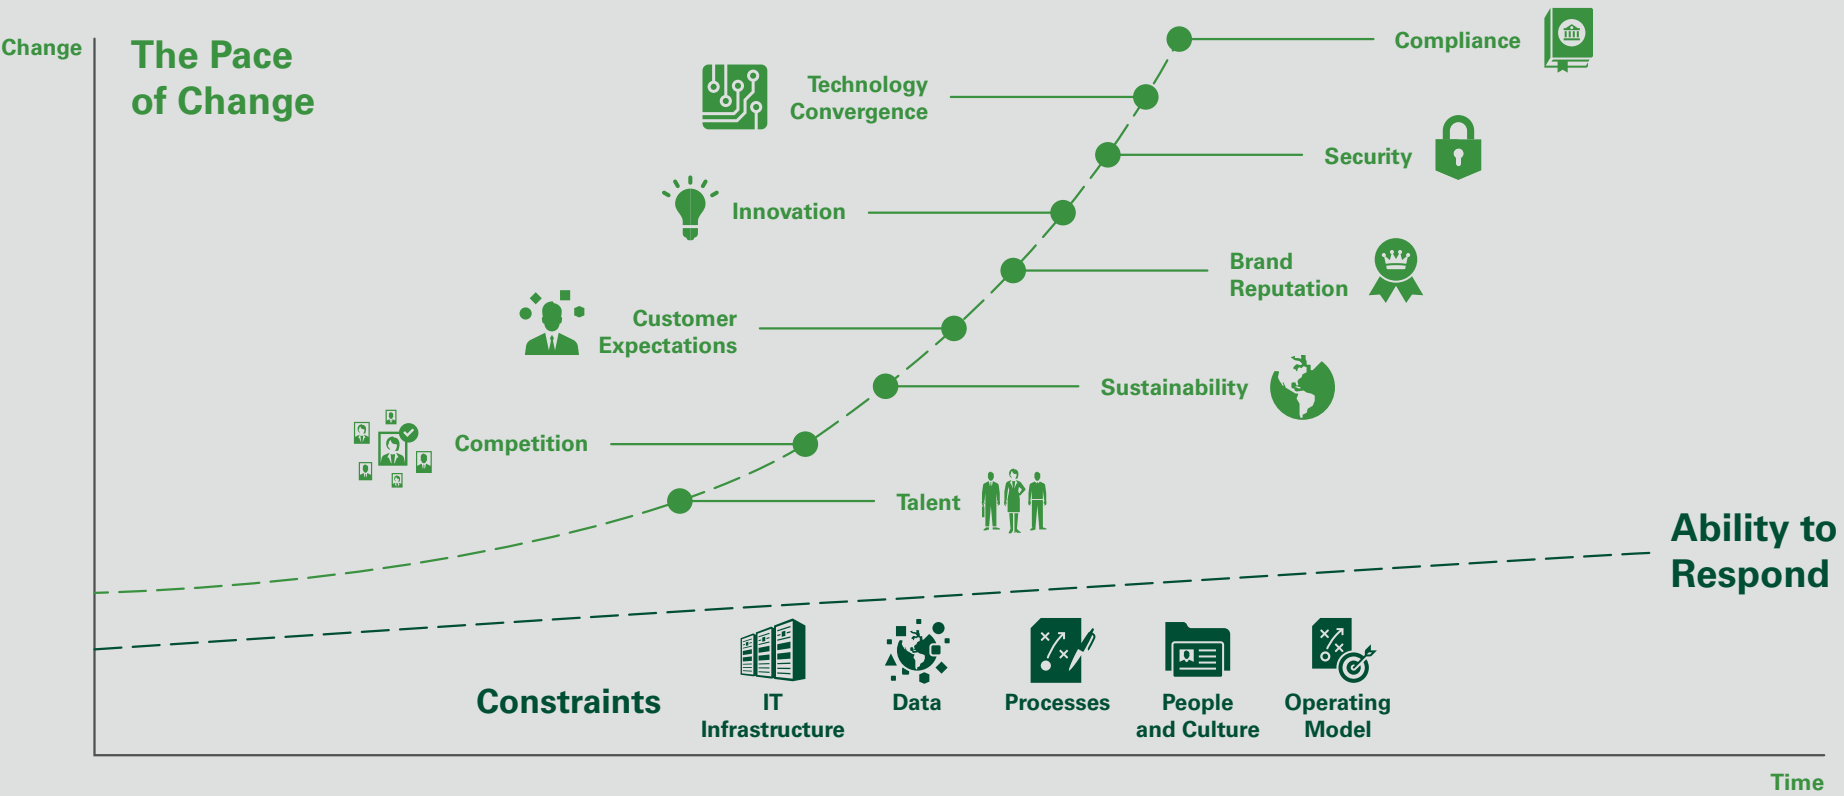 Change
The Pace
of Change
Compliance
Technology
Convergence
Security
Innovation
Brand
Reputation
Customer
Expectations
Sustainability
Competition
Talent
Ability to
Respond
Constraints
IT
Infrastructure
Data
Processes
People
and Culture
Operating
Model
Time